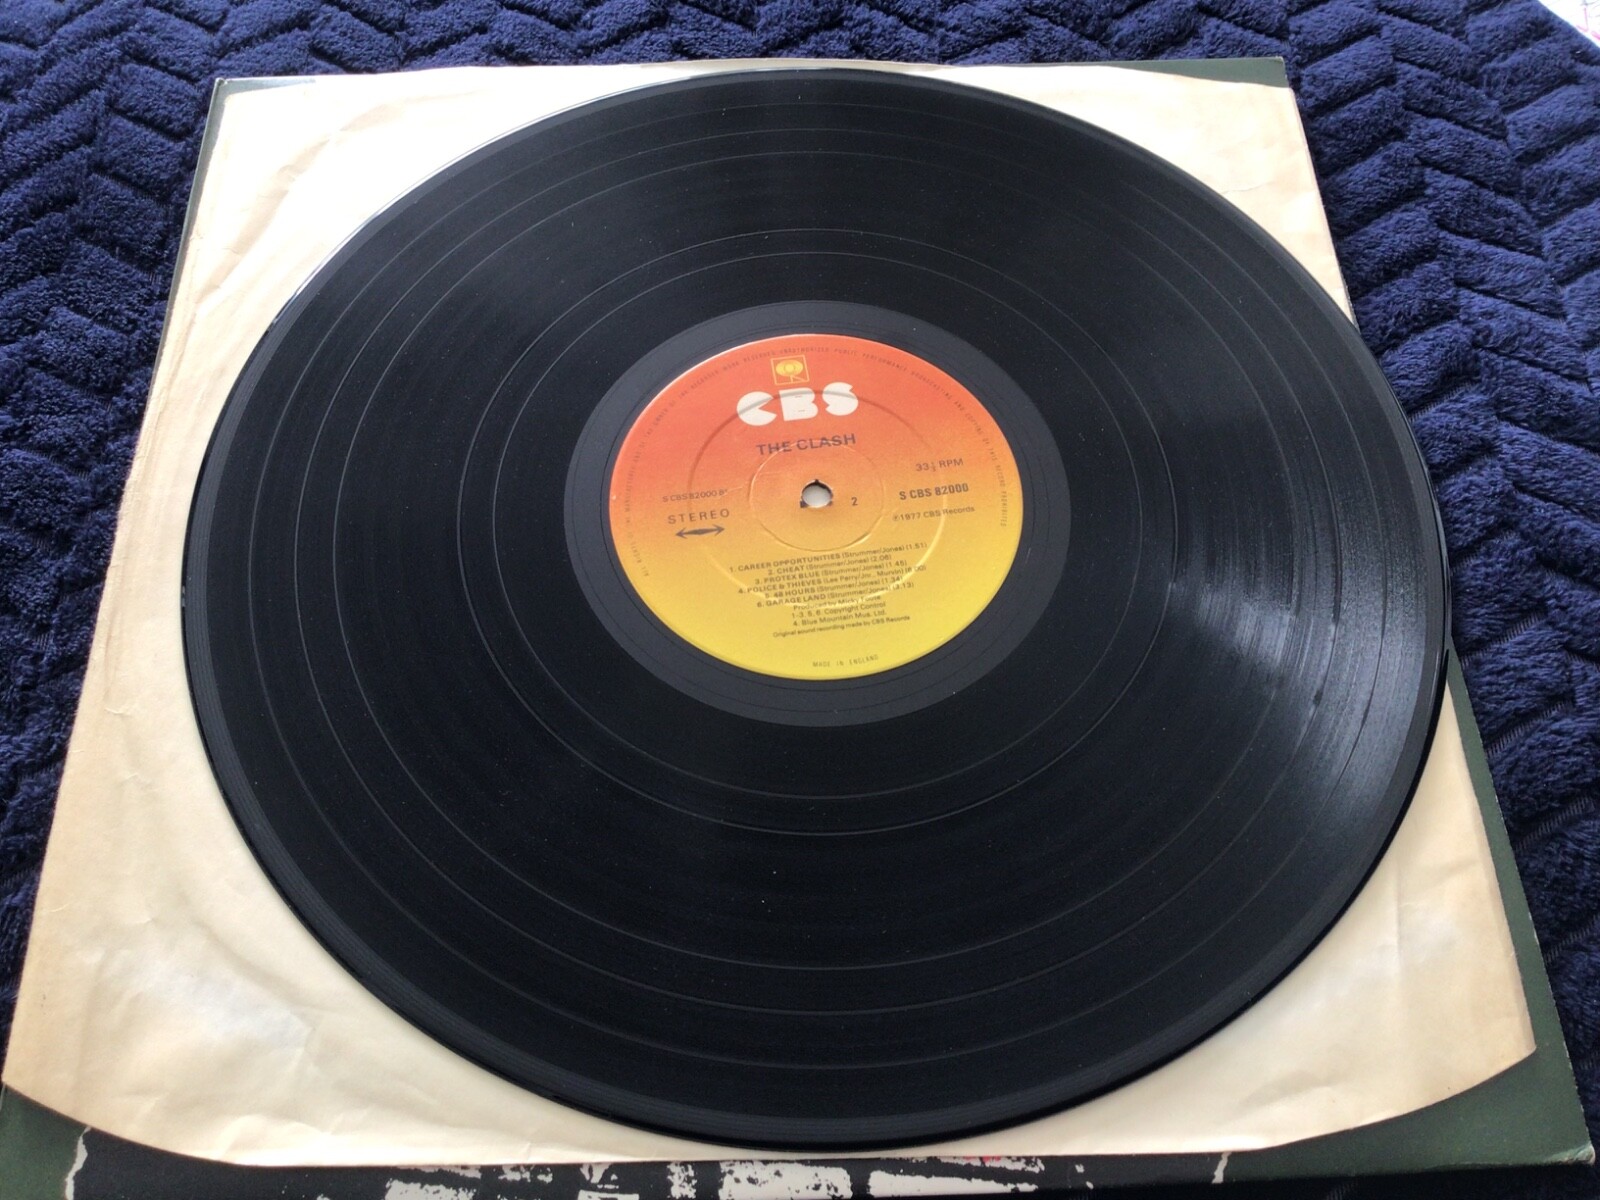 CBS
THE CLASH
33⅓ RPM
S CBS 82000 B
2
S CBS 82000
STEREO
℗1977 CBS Records
1. CAREER OPPORTUNITIES (Strummer/Jones) (1.51)
2. CHEAT (Strummer/Jones) (2.06)
3. PROTEX BLUE (Strummer/Jones) (1.45)
4. POLICE & THIEVES (Lee Perry/Jnr. Murvin) (6.00)
5. 48 HOURS (Strummer/Jones) (1.34)
6. GARAGE LAND (Strummer/Jones) (3.13)
Produced by Micky Foote
1-3, 5, 6. Copyright Control
4. Blue Mountain Mus. Ltd.
Original sound recording made by CBS Records
MADE IN ENGLAND